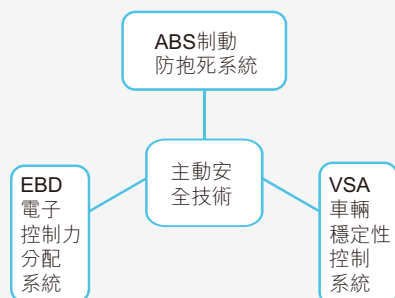 ABS制動
防抱死系統
主動安
全技術
EBD
電子
控制力
分配
系統
VSA
車輛
穩定性
控制
系統